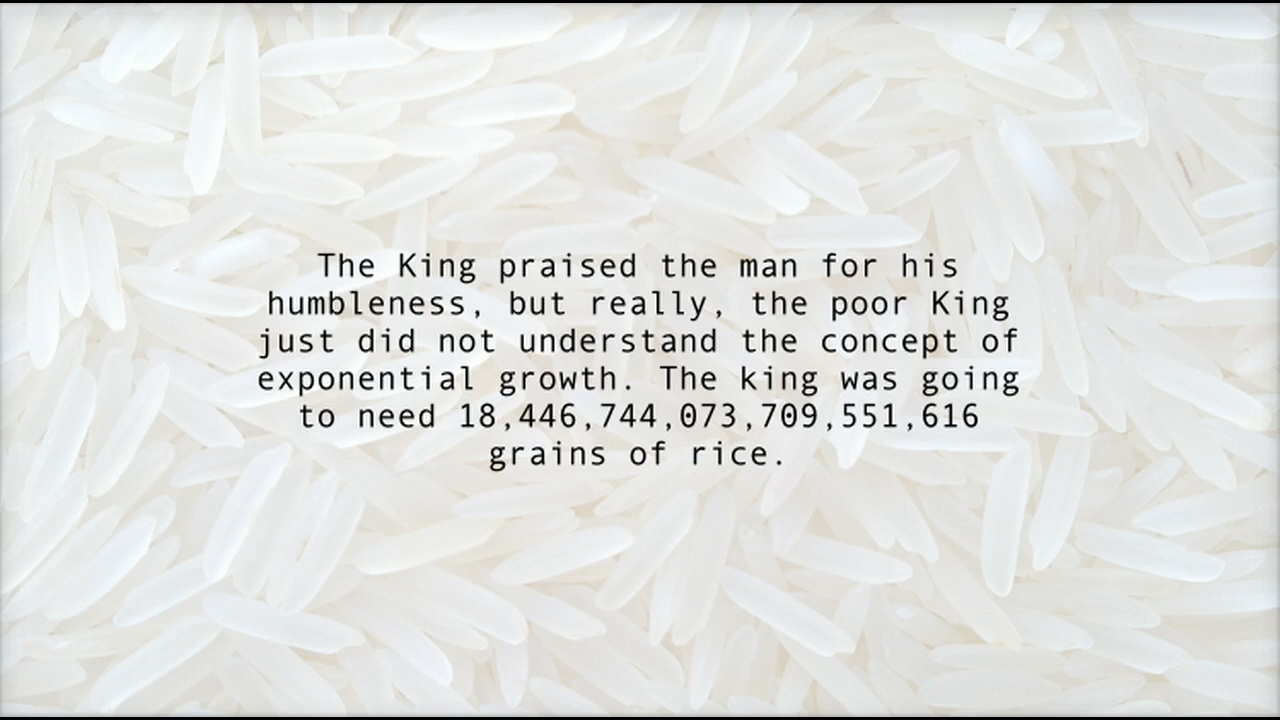 The King praised the man for his
humbleness, but really, the poor King
just did not understand the concept of
exponential growth. The king was going
to need 18,446,744,073,709,551,616
grains of rice.